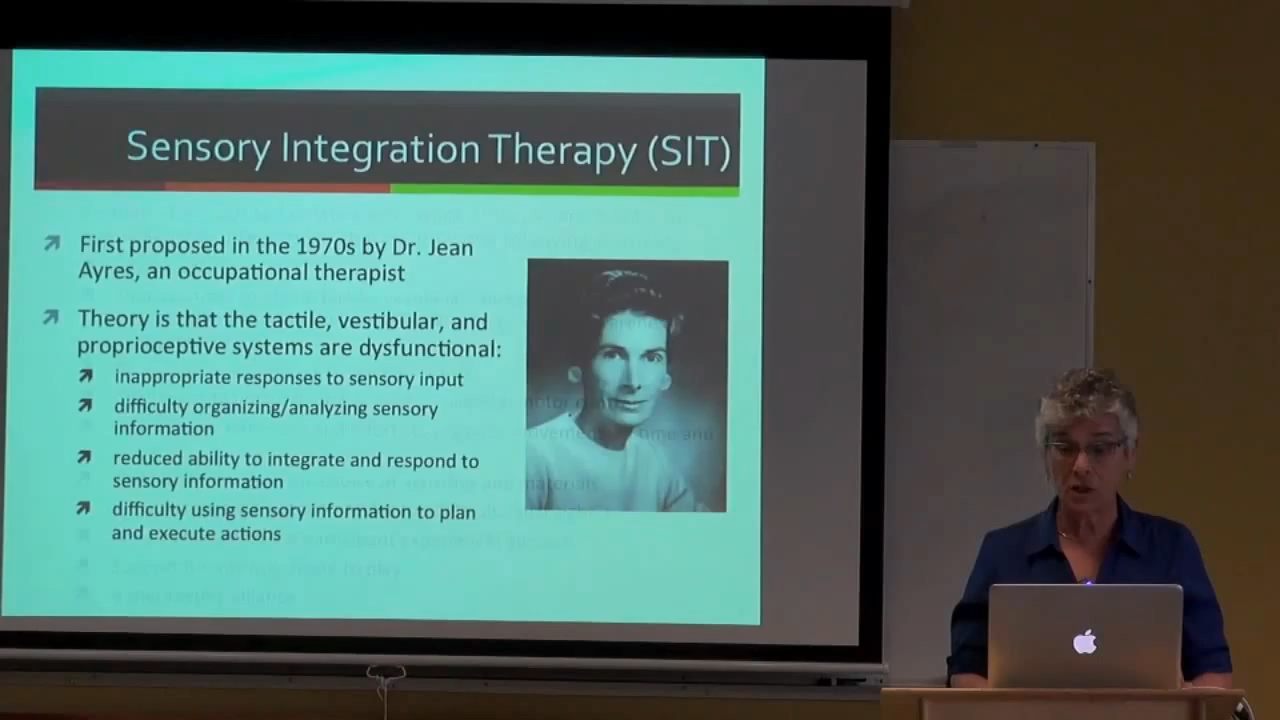 Sensory Integration Therapy (SIT)
First proposed in the 1970s by Dr. Jean
Ayres, an occupational therapist
Theory is that the tactile, vestibular, and
proprioceptive systems are dysfunctional:
inappropriate responses to sensory input
difficulty organizing/analyzing sensory
information
reduced ability to integrate and respond to
sensory information
difficulty using sensory information to plan
and execute actions